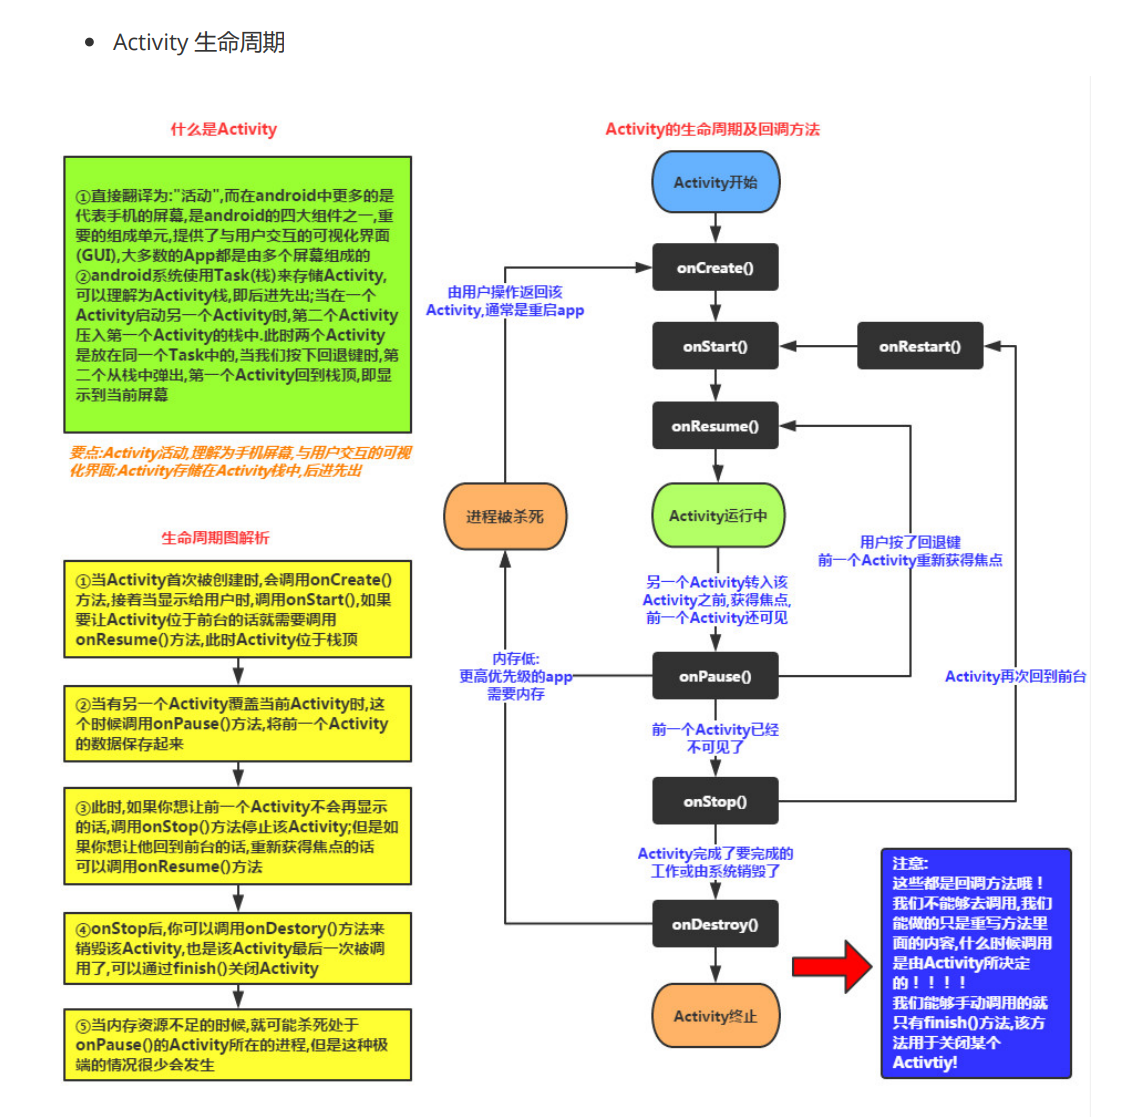 Activity 生命周期
什么是Activity
①直接翻译为:"活动",而在android中更多的是
代表手机的屏幕,是android的四大组件之一,重
要的组成单元,提供了与用户交互的可视化界面
(GUI),大多数的App都是由多个屏幕组成的
②android系统使用Task(栈)来存储Activity,
可以理解为Activity栈,即后进先出;当在一个
Activity启动另一个Activity时,第二个Activity
压入第一个Activity的栈中.此时两个Activity
是放在同一个Task中的,当我们按下回退键时,第
二个从栈中弹出,第一个Activity回到栈顶,即显
示到当前屏幕
要点:Activity活动,理解为手机屏幕,与用户交互的可视
化界面;Activity存储在Activity栈中,后进先出
生命周期图解析
①当Activity首次被创建时,会调用onCreate()
方法,接着当显示给用户时,调用onStart(),如果
要让Activity位于前台的话就需要调用
onResume()方法,此时Activity位于栈顶
②当有另一个Activity覆盖当前Activity时,这
个时候调用onPause()方法,将前一个Activity
的数据保存起来
③此时,如果你想让前一个Activity不会再显示
的话,调用onStop()方法停止该Activity;但是如
果你想让他回到前台的话,重新获得焦点的话
可以调用onResume()方法
④onStop后,你可以调用onDestory()方法来
销毁该Activity,也是该Activity最后一次被调
用了,可以通过finish()关闭Activity
⑤当内存资源不足的时候,就可能杀死处于
onPause()的Activity所在的进程,但是这种极
端的情况很少会发生
Activity的生命周期及回调方法
Activity开始
onCreate()
由用户操作返回该
Activity,通常是重启app
onStart()
onRestart()
onResume()
进程被杀死
Activity运行中
用户按了回退键
前一个Activity重新获得焦点
另一个Activity转入该
Activity之前,获得焦点,
前一个Activity还可见
内存低:
更高优先级的app
需要内存
onPause()
Activity再次回到前台
前一个Activity已经
不可见了
onStop()
Activity完成了要完成的
工作或由系统销毁了
onDestroy()
Activity终止
注意:
这些都是回调方法哦！
我们不能够去调用,我们
能做的只是重写方法里
面的内容,什么时候调用
是由Activity所决定
的！！！！
我们能够手动调用的就
只有finish()方法,该方
法用于关闭某个
Activtiy!